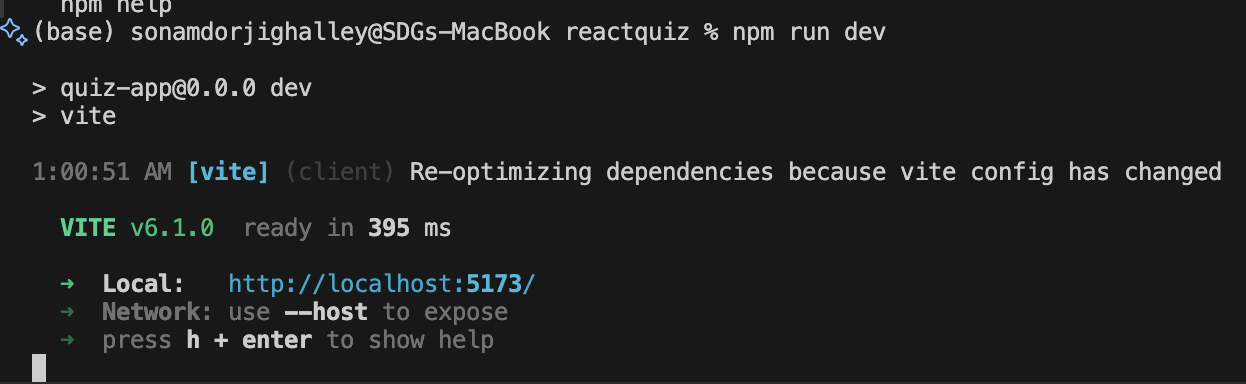 npm help
(base) sonamdorjighalley@SDGs-MacBook reactquiz % npm run dev
> quiz-app@0.0.0 dev
> vite
1:00:51 AM [vite] (client) Re-optimizing dependencies because vite config has changed
VITE v6.1.0  ready in 395 ms
➜  Local:   http://localhost:5173/
➜  Network: use --host to expose
➜  press h + enter to show help